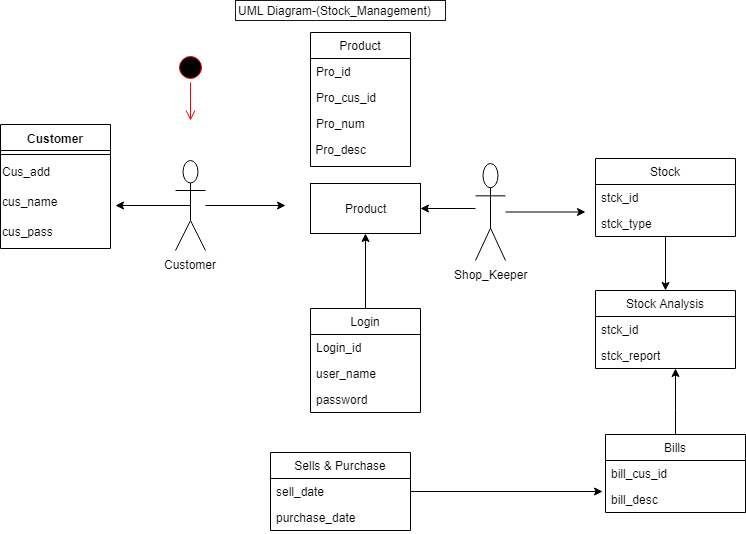 UML Diagram-(Stock_Management)
Product
Pro_id
Pro_cus_id
Pro_num
Pro_desc
Customer
Cus_add
cus_name
cus_pass
Customer
Product
Shop_Keeper
Stock
stck_id
stck_type
Stock Analysis
stck_id
stck_report
Login
Login_id
user_name
password
Sells & Purchase
sell_date
purchase_date
Bills
bill_cus_id
bill_desc